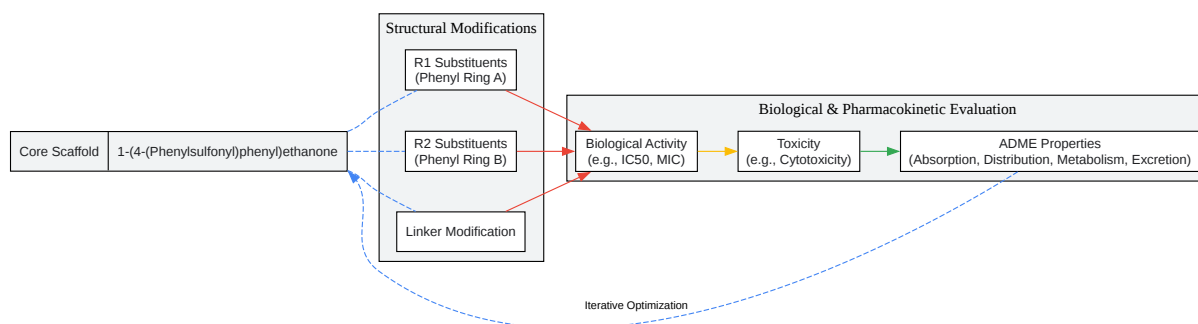 Structural Modifications
R1 Substituents
(Phenyl Ring A)
R2 Substituents
(Phenyl Ring B)
Linker Modification
Core Scaffold
1-(4-(Phenylsulfonyl)phenyl)ethanone
Biological & Pharmacokinetic Evaluation
Biological Activity
(e.g., IC50, MIC)
Toxicity
(e.g., Cytotoxicity)
ADME Properties
(Absorption, Distribution, Metabolism, Excretion)
Iterative Optimization